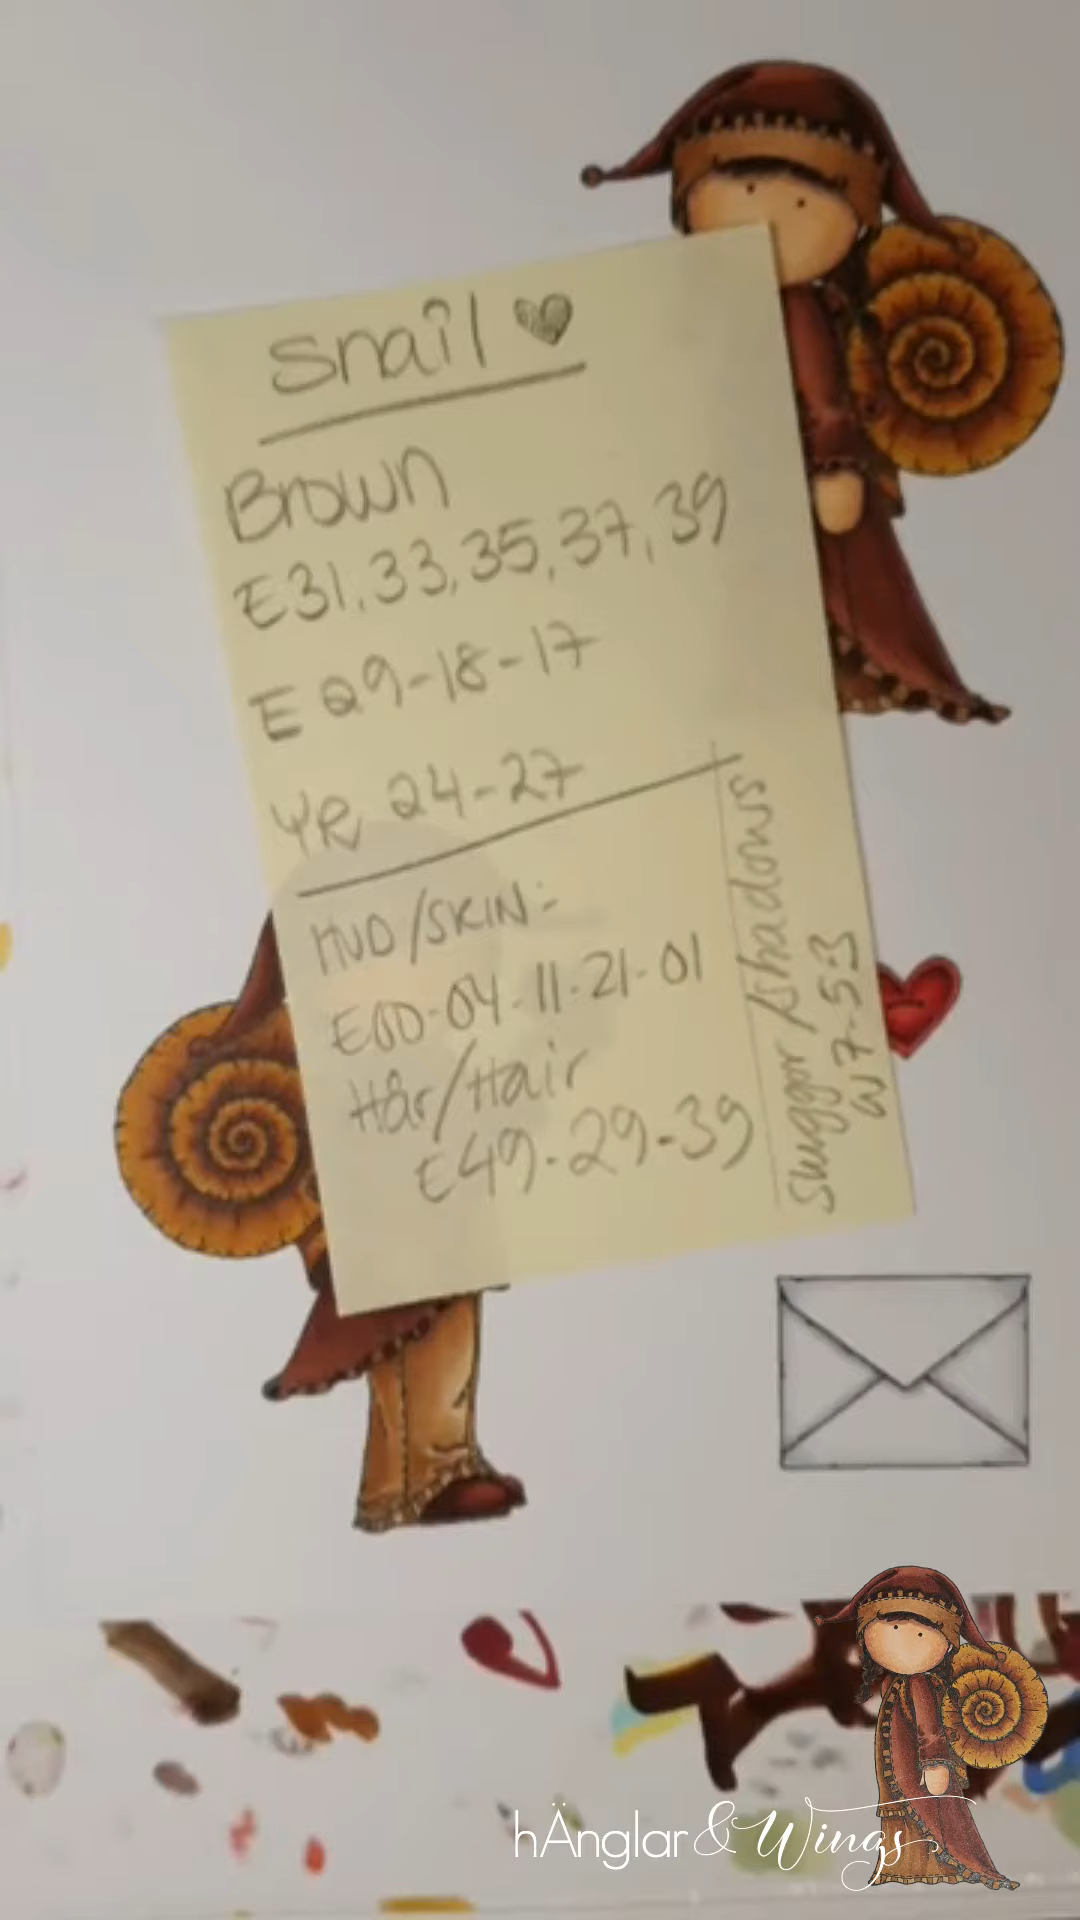 Snail
Brown
E31, 33, 35, 37, 39
E 29-18-17
YR 24-27
HUD/SKIN:
E00-04-11-21-01
Hår/Hair
E49-29-39
Skuggor/shadows
W7-5-3
hÄnglar & Wings